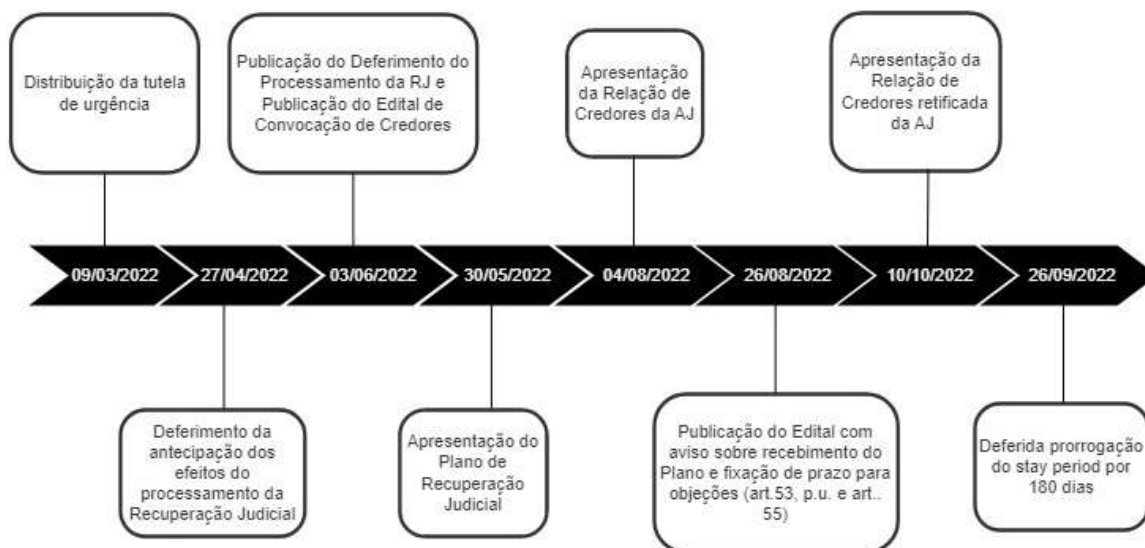 Distribuição da tutela
de urgência
Publicação do Deferimento do
Processamento da RJ e
Publicação do Edital de
Convocação de Credores
Apresentação
da Relação de
Credores da AJ
Apresentação da
Relação de
Credores retificada
da AJ
09/03/2022
27/04/2022
03/06/2022
30/05/2022
04/08/2022
26/08/2022
10/10/2022
26/09/2022
Deferimento da
antecipação dos
efeitos do
processamento da
Recuperação Judicial
Apresentação do
Plano de
Recuperação
Judicial
Publicação do Edital com
aviso sobre recebimento do
Plano e fixação de prazo para
objeções (art.53, p.u. e art..
55)
Deferida prorrogação
do stay period por
180 dias